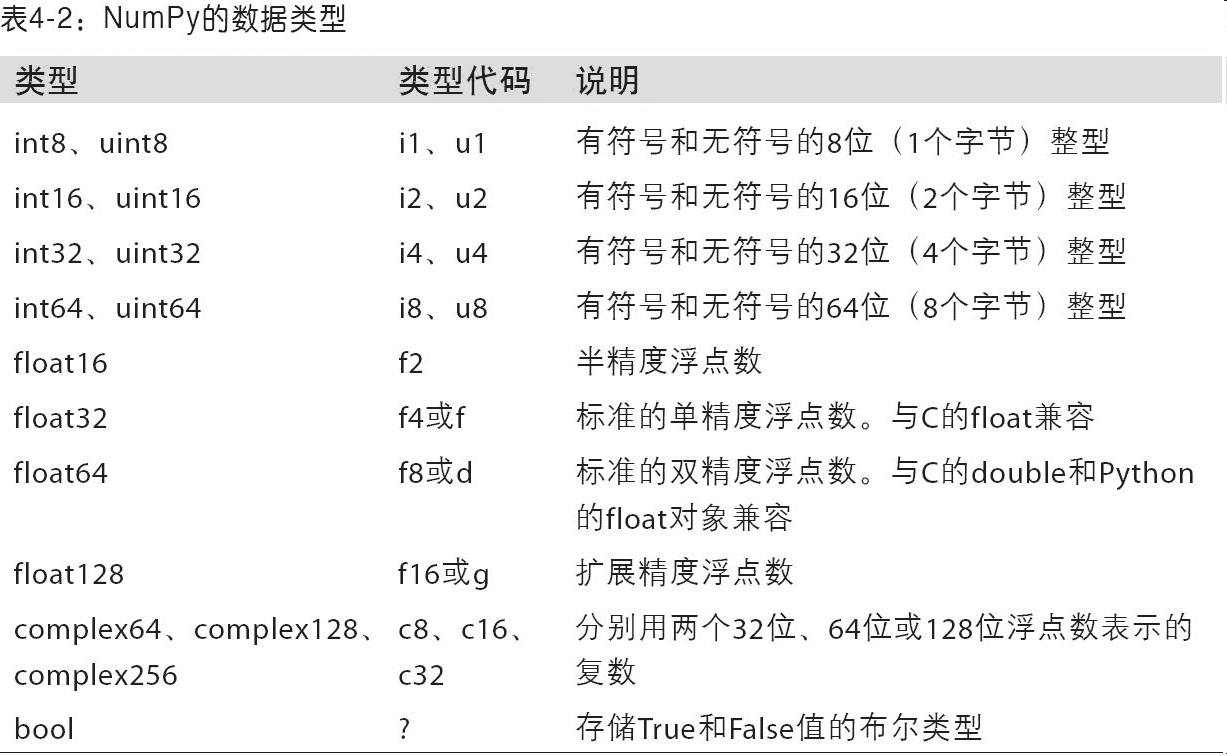 表4-2：NumPy的数据类型
类型 类型代码 说明
int8、uint8 i1、u1 有符号和无符号的8位（1个字节）整型
int16、uint16 i2、u2 有符号和无符号的16位（2个字节）整型
int32、uint32 i4、u4 有符号和无符号的32位（4个字节）整型
int64、uint64 i8、u8 有符号和无符号的64位（8个字节）整型
float16 f2 半精度浮点数
float32 f4或f 标准的单精度浮点数。与C的float兼容
float64 f8或d 标准的双精度浮点数。与C的double和Python
的float对象兼容
float128 f16或g 扩展精度浮点数
complex64、complex128、 c8、c16、 分别用两个32位、64位或128位浮点数表示的
complex256 c32 复数
bool ? 存储True和False值的布尔类型